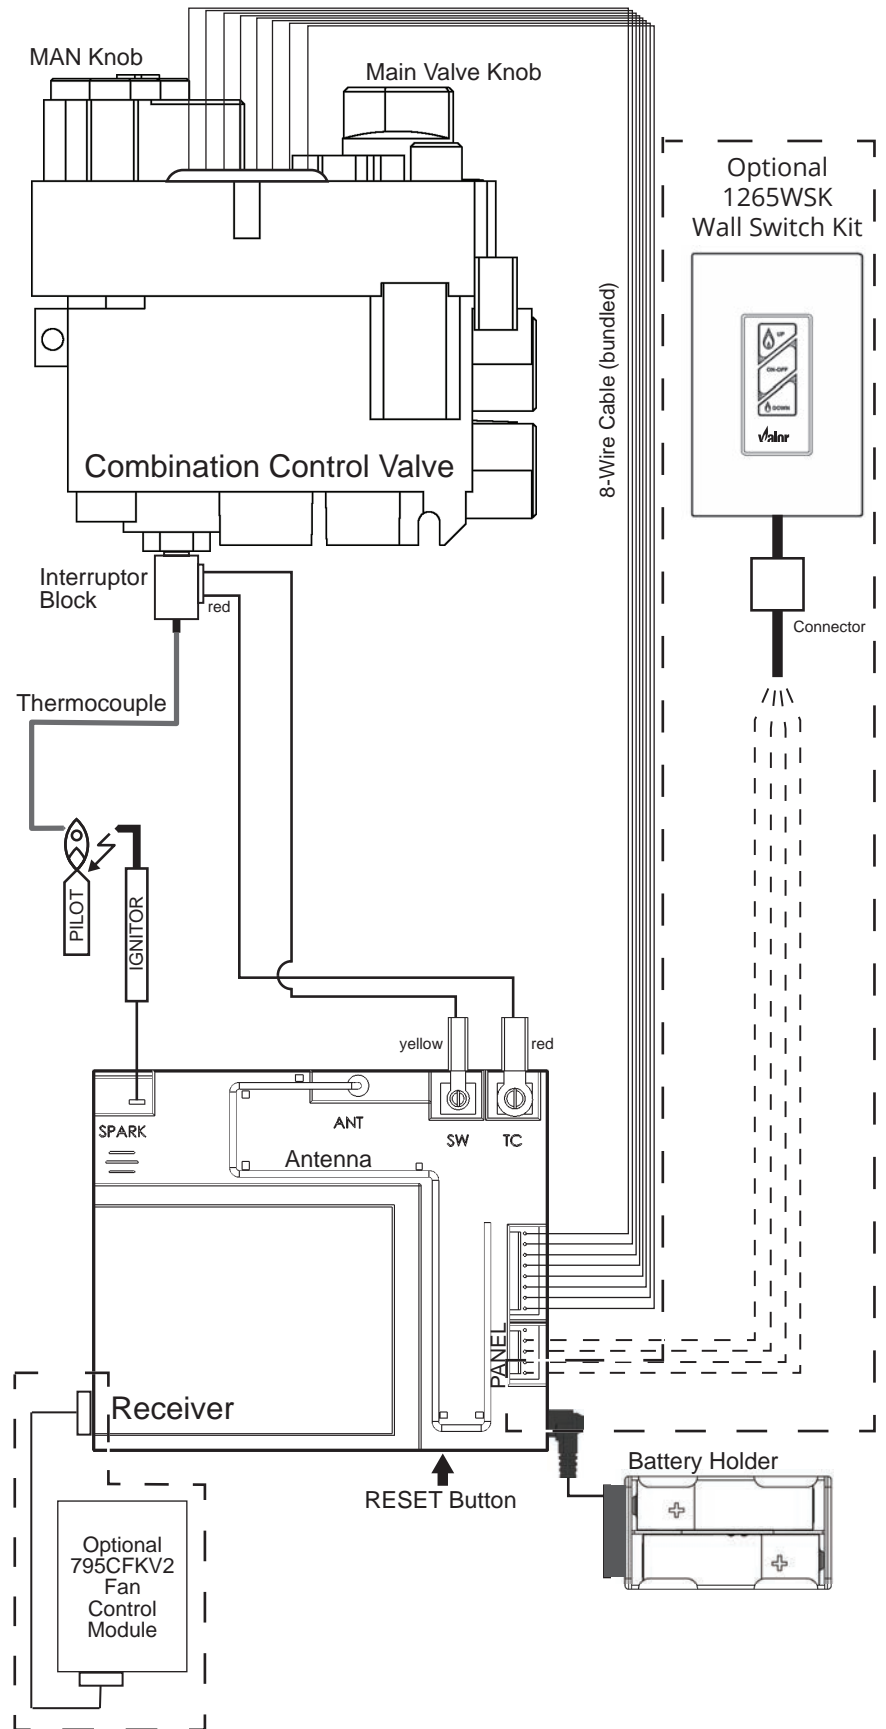 MAN Knob
Main Valve Knob
Optional
1265WSK
Wall Switch Kit
8-Wire Cable (bundled)
UP
ON-OFF
DOWN
Valor
Combination Control Valve
Interruptor
Block
red
Connector
Thermocouple
PILOT
IGNITOR
yellow
red
SPARK
ANT
SW
TC
Antenna
PANEL
Receiver
RESET Button
Battery Holder
+
+
Optional
795CFKV2
Fan
Control
Module